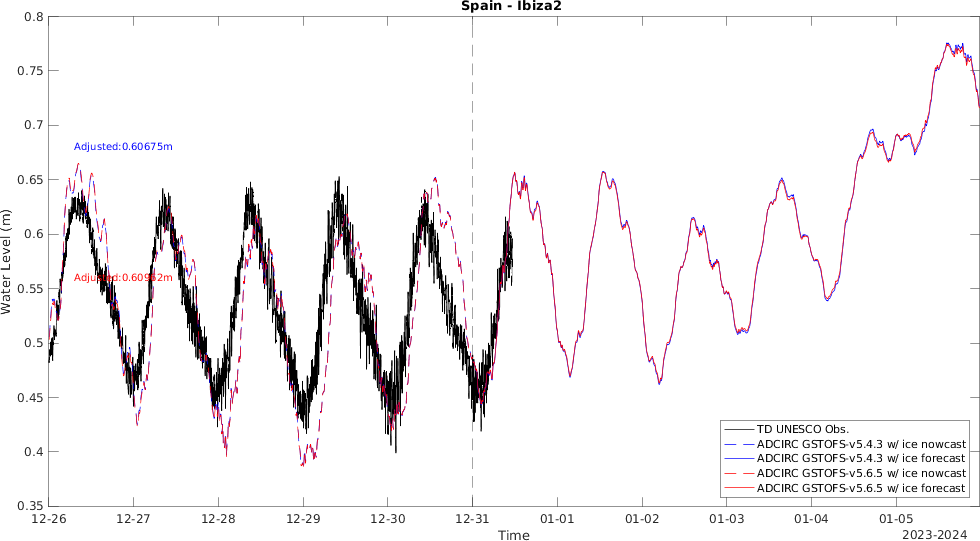 Spain - Ibiza2
0.8
0.75
0.7
0.65
0.6
0.55
0.5
0.45
0.4
0.35
Water Level (m)
Adjusted:0.60675m
TD UNESCO Obs.
ADCIRC GSTOFS-v5.4.3 w/ ice nowcast
ADCIRC GSTOFS-v5.4.3 w/ ice forecast
ADCIRC GSTOFS-v5.6.5 w/ ice nowcast
ADCIRC GSTOFS-v5.6.5 w/ ice forecast
12-26 12-27 12-28 12-29 12-30 12-31 01-01 01-02 01-03 01-04 01-05
Time
2023-2024